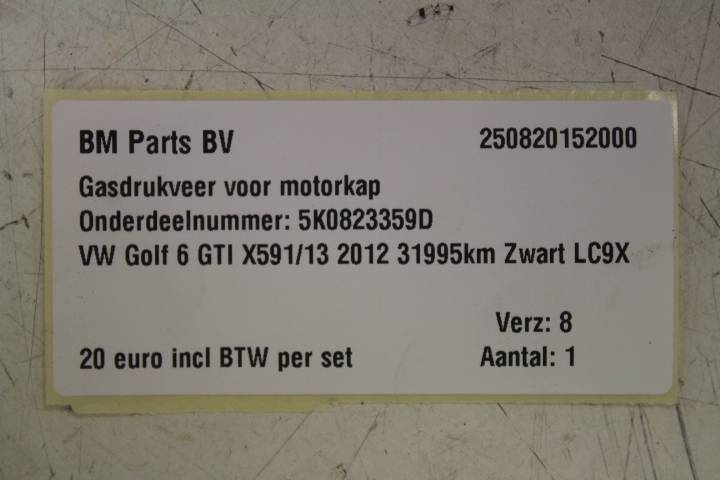 BM Parts BV 250820152000
Gasdrukveer voor motorkap
Onderdeelnummer: 5K0823359D
VW Golf 6 GTI X591/13 2012 31995km Zwart LC9X
Verz: 8
20 euro incl BTW per set Aantal: 1